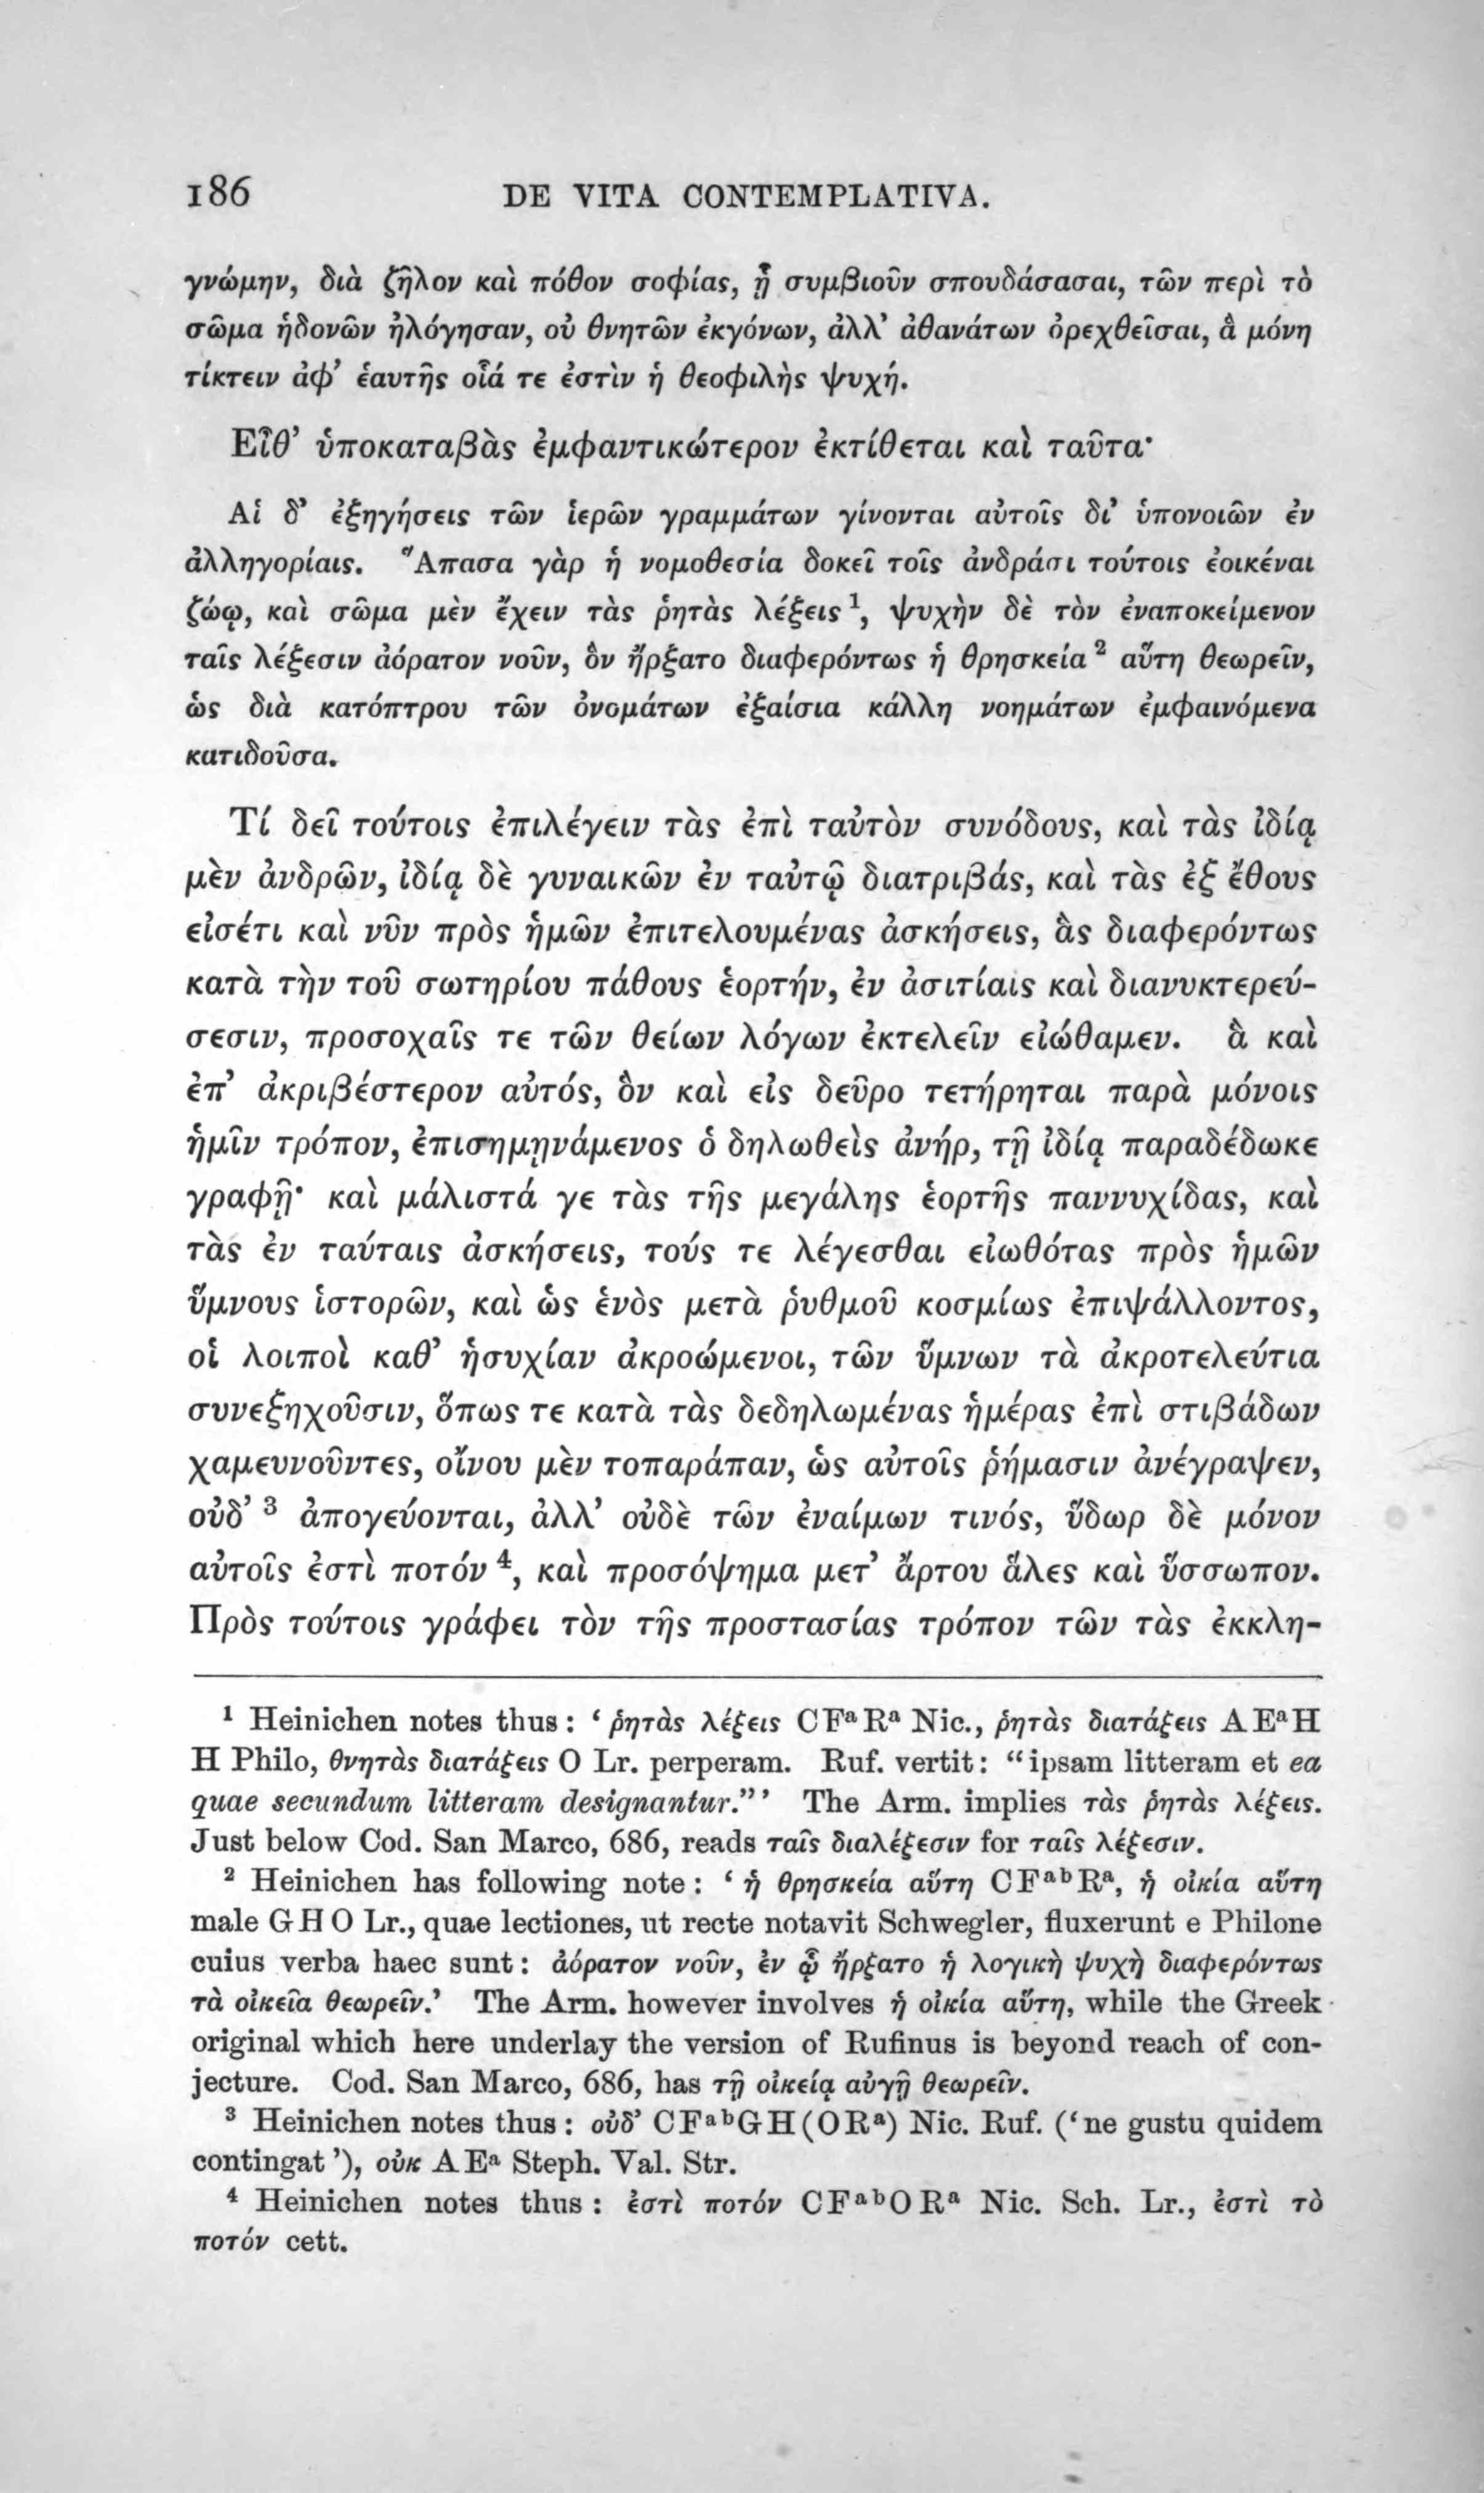 186 DE VITA CONTEMPLATIVA.
γνώμην, διὰ ζῆλον καὶ πόθον σοφίας, ᾗ συμβιοῦν σπουδάσασαι, τῶν περὶ τὸ
σῶμα ἡδονῶν ἠλόγησαν, οὐ θνητῶν ἐκγόνων, ἀλλ’ ἀθανάτων ὀρεχθεῖσαι, ἃ μόνη
τίκτειν ἀφ’ ἑαυτῆς οἷά τε ἐστὶν ἡ θεοφιλὴς ψυχή.
Εἶθ’ ὑποκαταβὰς ἐμφαντικώτερον ἐκτίθεται καὶ ταῦτα·
Αἱ δ’ ἐξηγήσεις τῶν ἱερῶν γραμμάτων γίνονται αὐτοῖς δι’ ὑπονοιῶν ἐν
ἀλληγορίαις. Ἅπασα γὰρ ἡ νομοθεσία δοκεῖ τοῖς ἀνδράσι τούτοις ἐοικέναι
ζώῳ, καὶ σῶμα μὲν ἔχειν τὰς ῥητὰς λέξεις ¹, ψυχὴν δὲ τὸν ἐναποκείμενον
ταῖς λέξεσιν ἀόρατον νοῦν, ὃν ἤρξατο διαφερόντως ἡ θρησκεία ² αὕτη θεωρεῖν,
ὡς διὰ κατόπτρου τῶν ὀνομάτων ἐξαίσια κάλλη νοημάτων ἐμφαινόμενα
κατιδοῦσα.
Τί δεῖ τούτοις ἐπιλέγειν τὰς ἐπὶ ταὐτὸν συνόδους, καὶ τὰς ἰδίᾳ
μὲν ἀνδρῶν, ἰδίᾳ δὲ γυναικῶν ἐν ταὐτῷ διατριβάς, καὶ τὰς ἐξ ἔθους
εἰσέτι καὶ νῦν πρὸς ἡμῶν ἐπιτελουμένας ἀσκήσεις, ἃς διαφερόντως
κατὰ τὴν τοῦ σωτηρίου πάθους ἑορτήν, ἐν ἀσιτίαις καὶ διανυκτερεύ-
σεσιν, προσοχαῖς τε τῶν θείων λόγων ἐκτελεῖν εἰώθαμεν. ἃ καὶ
ἐπ’ ἀκριβέστερον αὐτός, ὃν καὶ εἰς δεῦρο τετήρηται παρὰ μόνοις
ἡμῖν τρόπον, ἐπισημῃνάμενος ὁ δηλωθεὶς ἀνήρ, τῇ ἰδίᾳ παραδέδωκε
γραφῇ· καὶ μάλιστά γε τὰς τῆς μεγάλης ἑορτῆς παννυχίδας, καὶ
τὰς ἐν ταύταις ἀσκήσεις, τούς τε λέγεσθαι εἰωθότας πρὸς ἡμῶν
ὕμνους ἱστορῶν, καὶ ὡς ἑνὸς μετὰ ῥυθμοῦ κοσμίως ἐπιψάλλοντος,
οἱ λοιποὶ καθ’ ἡσυχίαν ἀκροώμενοι, τῶν ὕμνων τὰ ἀκροτελεύτια
συνεξηχοῦσιν, ὅπως τε κατὰ τὰς δεδηλωμένας ἡμέρας ἐπὶ στιβάδων
χαμευνοῦντες, οἴνου μὲν τοπαράπαν, ὡς αὐτοῖς ῥήμασιν ἀνέγραψεν,
οὐδ’ ³ ἀπογεύονται, ἀλλ’ οὐδὲ τῶν ἐναίμων τινός, ὕδωρ δὲ μόνον
αὐτοῖς ἐστὶ ποτόν ⁴, καὶ προσόψημα μετ’ ἄρτου ἅλες καὶ ὕσσωπον.
Πρὸς τούτοις γράφει τὸν τῆς προστασίας τρόπον τῶν τὰς ἐκκλη-
¹ Heinichen notes thus : ‘ ῥητὰς λέξεις C Fᵃ Rᵃ Nic., ῥητὰς διατάξεις A Eᵃ H
H Philo, θνητὰς διατάξεις O Lr. perperam. Ruf. vertit : “ipsam litteram et ea
quae secundum litteram designantur.”’ The Arm. implies τὰς ῥητὰς λέξεις.
Just below Cod. San Marco, 686, reads ταῖς διαλέξεσιν for ταῖς λέξεσιν.
² Heinichen has following note : ‘ ἡ θρησκεία αὕτη C Fᵃᵇ Rᵃ, ἡ οἰκία αὕτη
male G H O Lr., quae lectiones, ut recte notavit Schwegler, fluxerunt e Philone
cuius verba haec sunt : ἀόρατον νοῦν, ἐν ᾧ ἤρξατο ἡ λογικὴ ψυχὴ διαφερόντως
τὰ οἰκεῖα θεωρεῖν.’ The Arm. however involves ἡ οἰκία αὕτη, while the Greek
original which here underlay the version of Rufinus is beyond reach of con-
jecture. Cod. San Marco, 686, has τῇ οἰκείᾳ αὐγῇ θεωρεῖν.
³ Heinichen notes thus : οὐδ’ C Fᵃᵇ G H (O Rᵃ) Nic. Ruf. (‘ne gustu quidem
contingat’), οὐκ A Eᵃ Steph. Val. Str.
⁴ Heinichen notes thus : ἐστὶ ποτόν C Fᵃᵇ O Rᵃ Nic. Sch. Lr., ἐστὶ τὸ
ποτόν cett.